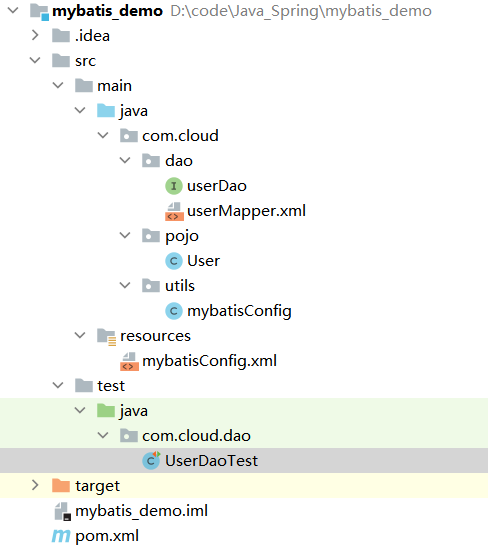 mybatis_demo D:\code\Java_Spring\mybatis_demo
.idea
src
main
java
com.cloud
dao
I userDao
userMapper.xml
pojo
C User
utils
C mybatisConfig
resources
mybatisConfig.xml
test
java
com.cloud.dao
C UserDaoTest
target
mybatis_demo.iml
m pom.xml